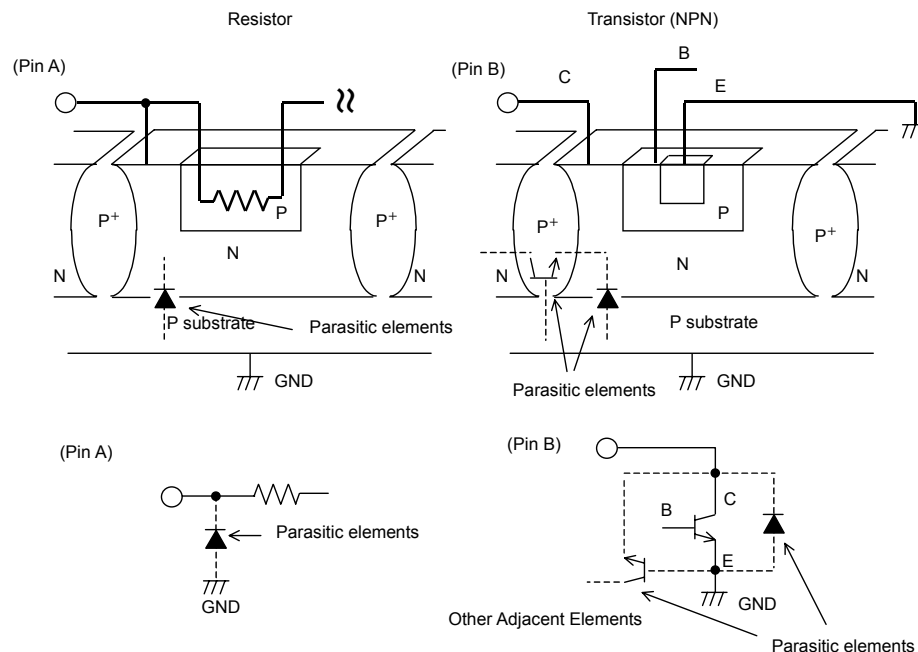 Resistor
Transistor (NPN)
(Pin A)
(Pin B)
C
B
E
P+
P
P+
N
N
N
P substrate
Parasitic elements
GND
P+
P
P+
N
N
N
P substrate
Parasitic elements
GND
(Pin A)
Parasitic elements
GND
(Pin B)
C
B
E
GND
Other Adjacent Elements
Parasitic elements